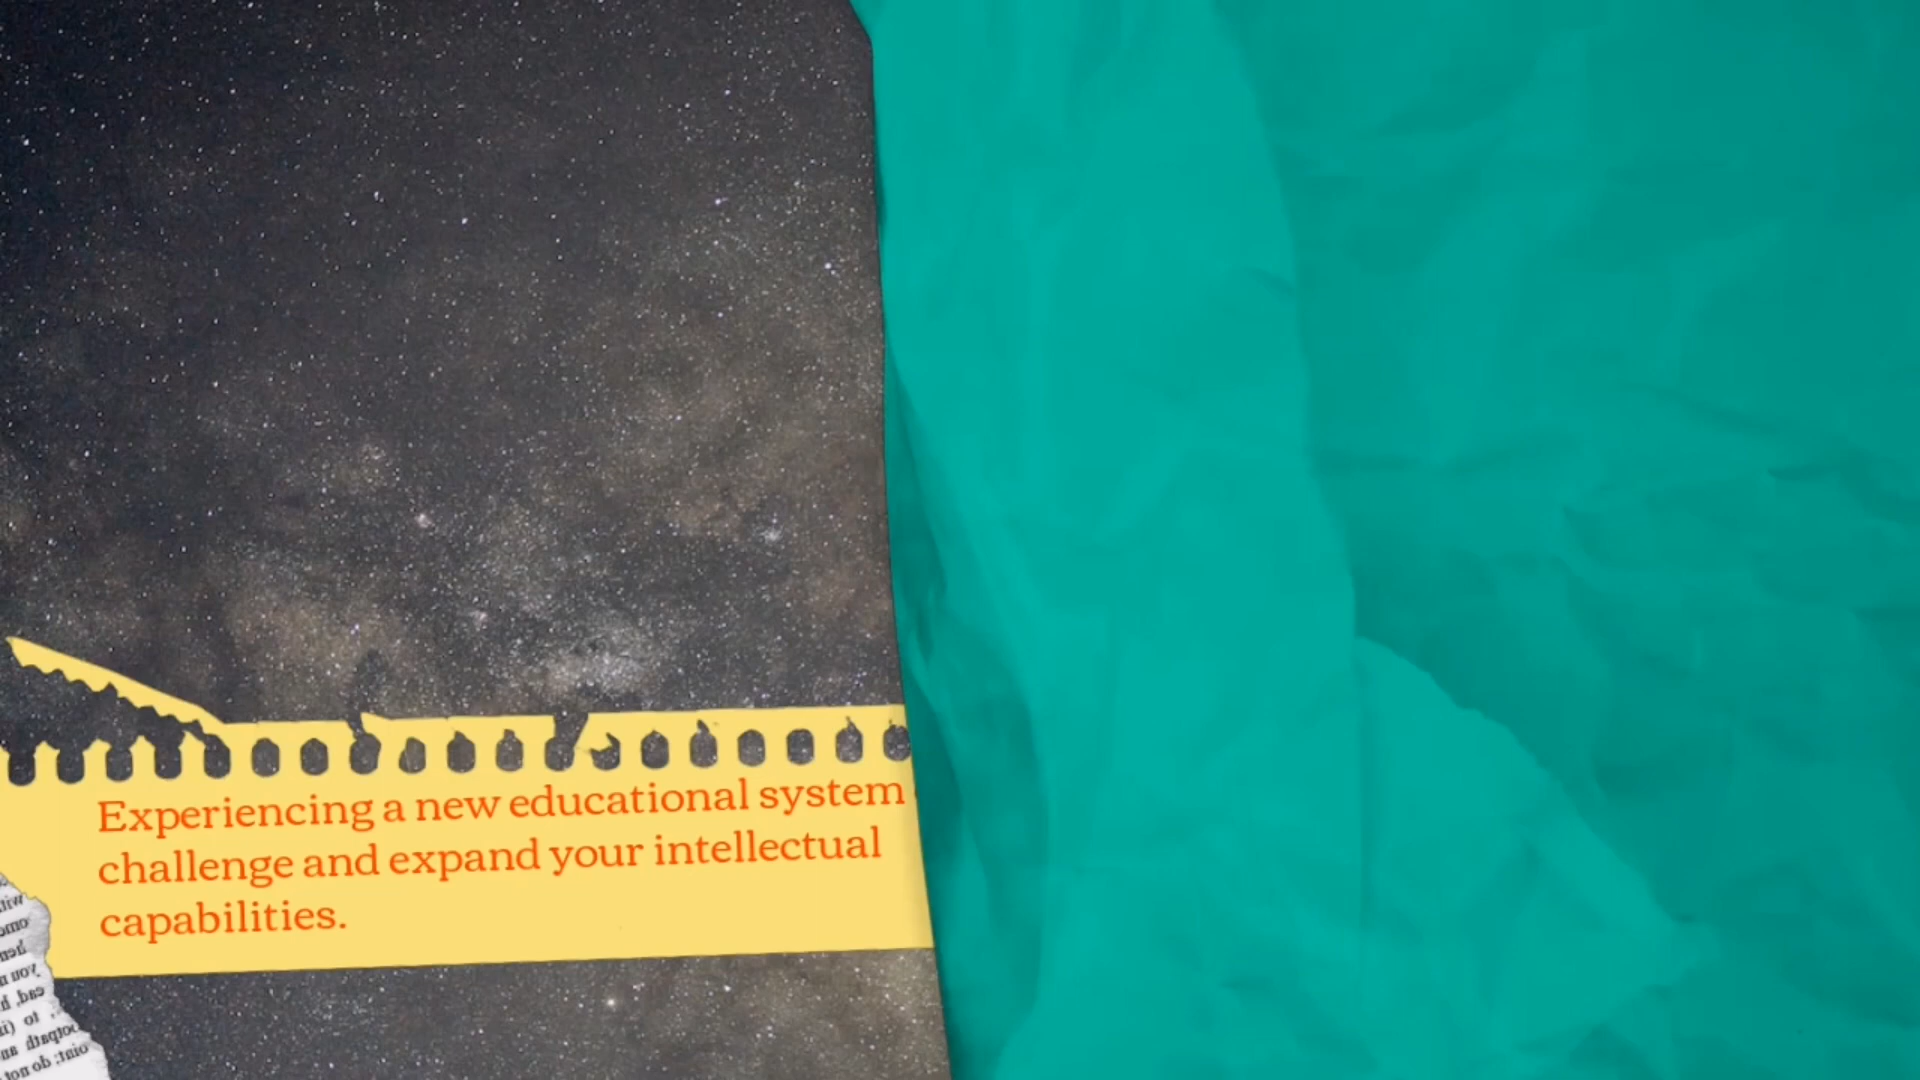 Experiencing a new educational system
challenge and expand your intellectual
capabilities.